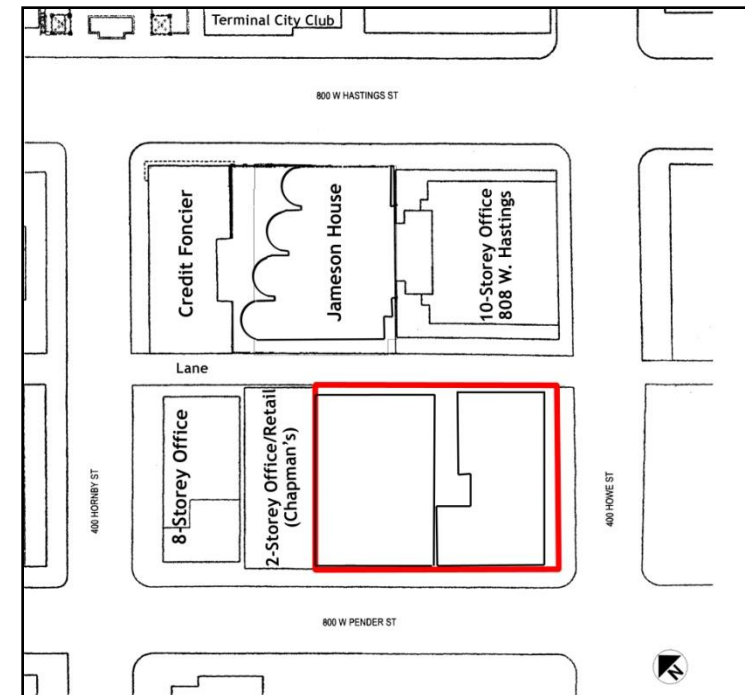 Terminal City Club
800 W HASTINGS ST
Credit Foncier
Jameson House
10-Storey Office
808 W. Hastings
Lane
8-Storey Office
2-Storey Office/Retail
(Chapman's)
400 HORNBY ST
400 HOWE ST
800 W PENDER ST
N